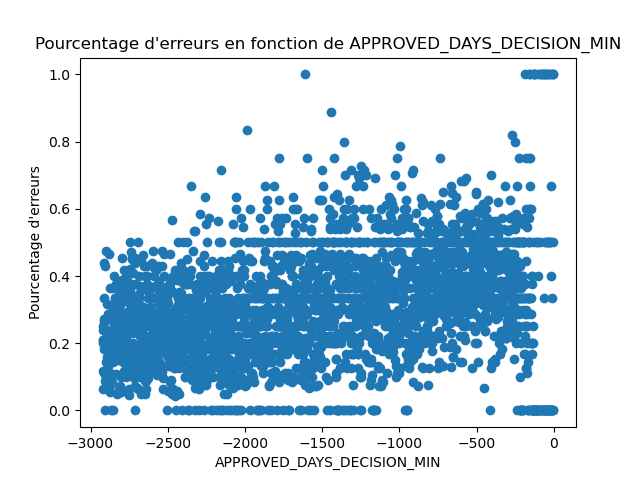 Pourcentage d'erreurs en fonction de APPROVED_DAYS_DECISION_MIN
1.0
0.8
0.6
0.4
0.2
0.0
Pourcentage d'erreurs
−3000 −2500 −2000 −1500 −1000 −500 0
APPROVED_DAYS_DECISION_MIN